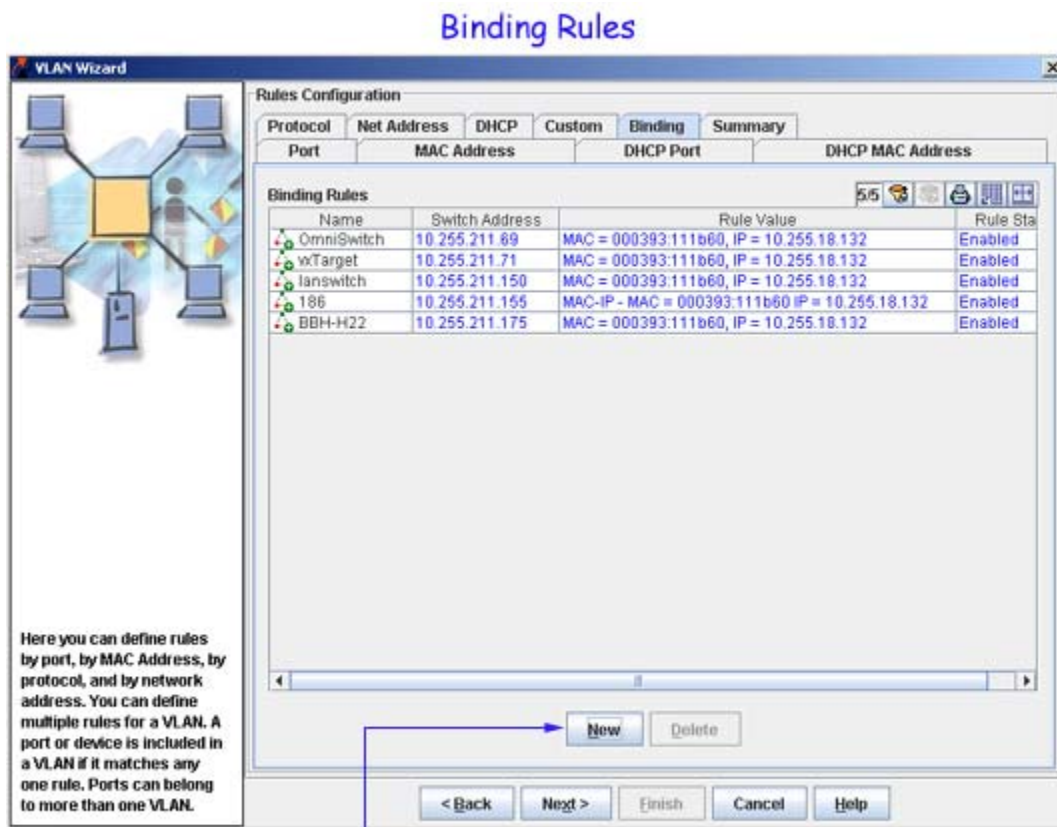 Binding Rules
VLAN Wizard
Rules Configuration
Protocol Net Address DHCP Custom Binding Summary
Port MAC Address DHCP Port DHCP MAC Address
Binding Rules 5/5
Name Switch Address Rule Value Rule Sta
OmniSwitch 10.255.211.69 MAC = 000393:111b60, IP = 10.255.18.132 Enabled
vxTarget 10.255.211.71 MAC = 000393:111b60, IP = 10.255.18.132 Enabled
lanswitch 10.255.211.150 MAC = 000393:111b60, IP = 10.255.18.132 Enabled
186 10.255.211.155 MAC-IP - MAC = 000393:111b60 IP = 10.255.18.132 Enabled
BBH-H22 10.255.211.175 MAC = 000393:111b60, IP = 10.255.18.132 Enabled
Here you can define rules
by port, by MAC Address, by
protocol, and by network
address. You can define
multiple rules for a VLAN. A
port or device is included in
a VLAN if it matches any
one rule. Ports can belong
to more than one VLAN.
New Delete
< Back Next > Finish Cancel Help